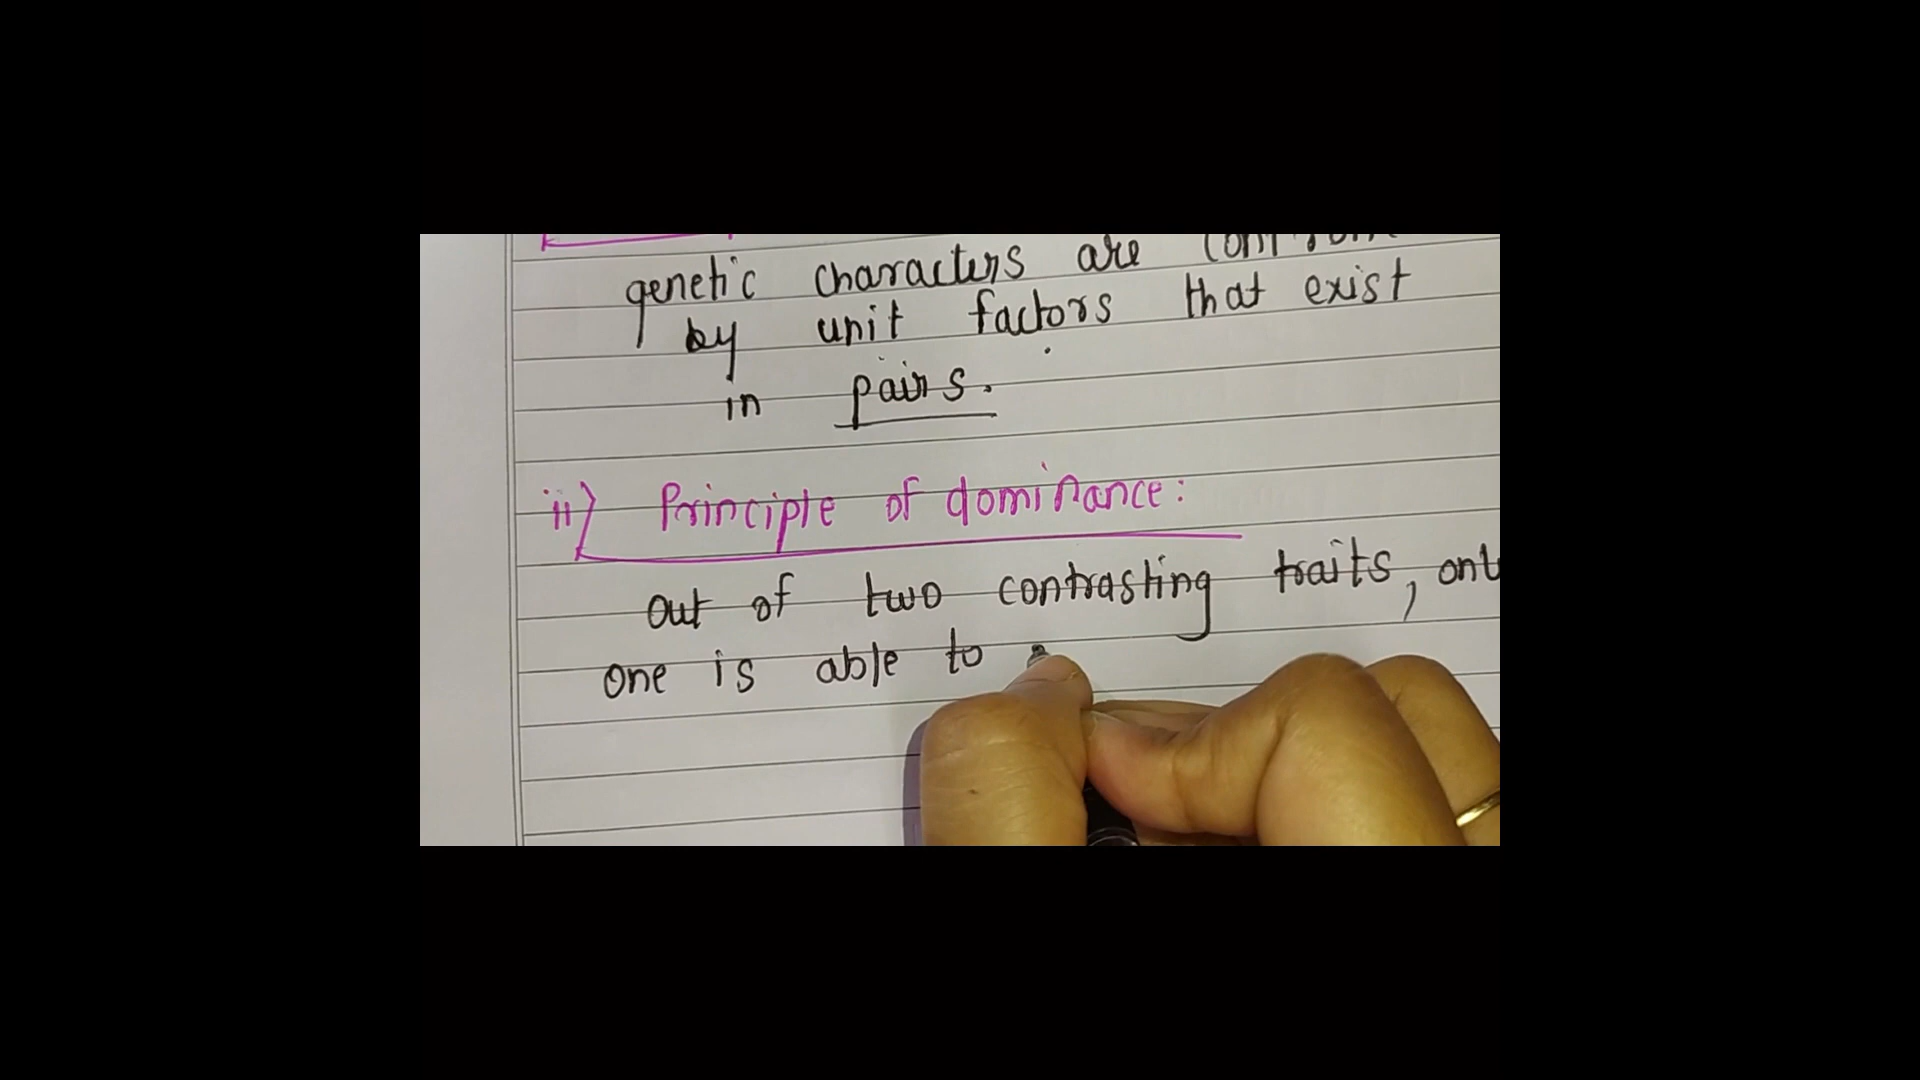 genetic characters are
by unit factors that exist
in pairs.
ii) Principle of dominance:
out of two contrasting traits,
one is able to